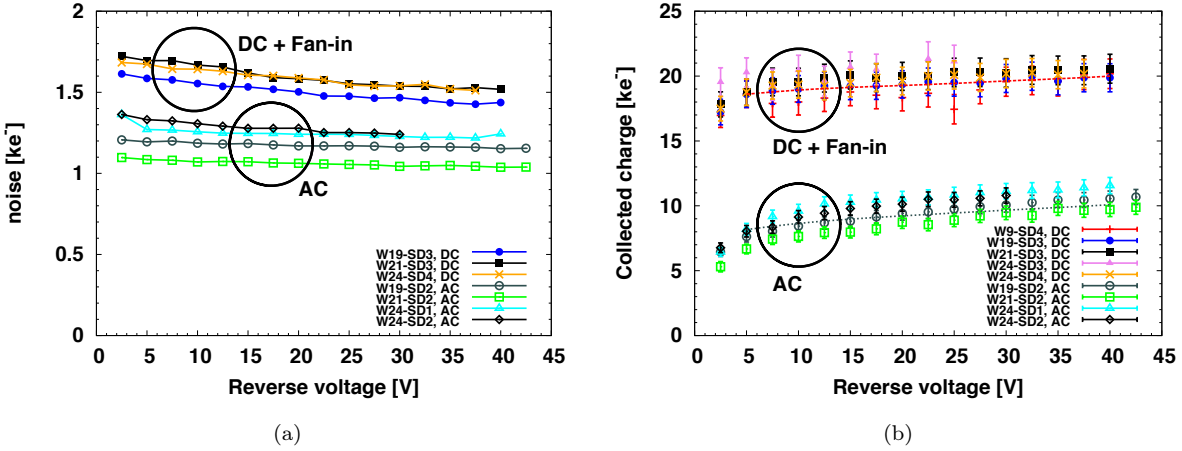 2
1.5
1
0.5
0
noise [ke-]
DC + Fan-in
AC
W19-SD3, DC
W21-SD3, DC
W24-SD4, DC
W19-SD2, AC
W21-SD2, AC
W24-SD1, AC
W24-SD2, AC
0 5 10 15 20 25 30 35 40 45
Reverse voltage [V]
(a)
25
20
15
10
5
0
Collected charge [ke-]
DC + Fan-in
AC
W9-SD4, DC
W19-SD3, DC
W21-SD3, DC
W24-SD3, DC
W24-SD4, DC
W19-SD2, AC
W21-SD2, AC
W24-SD1, AC
W24-SD2, AC
0 5 10 15 20 25 30 35 40 45
Reverse voltage [V]
(b)